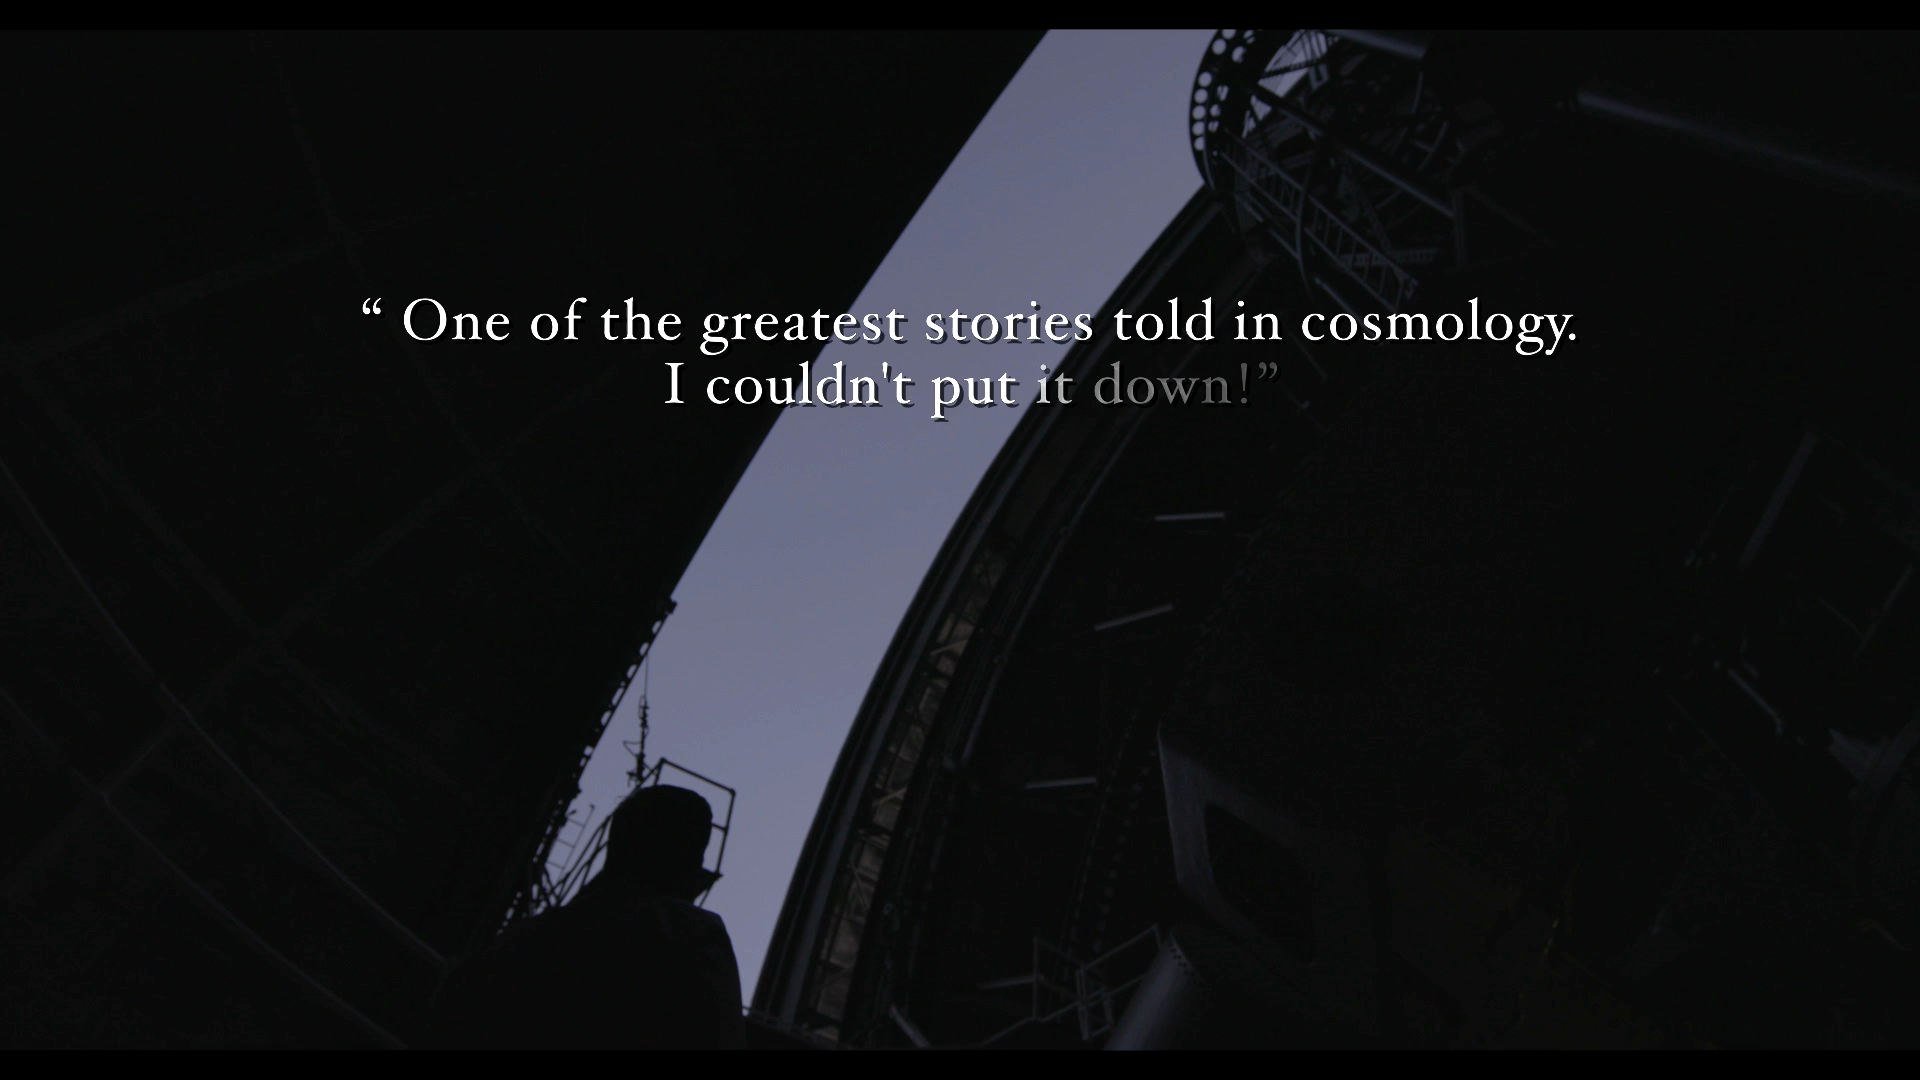 “ One of the greatest stories told in cosmology.
I couldn't put it down!”